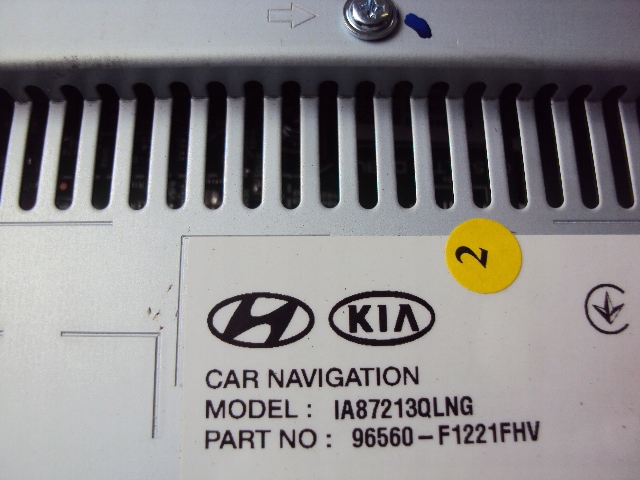 2
KIA
CAR NAVIGATION
MODEL : IA87213QLNG
PART NO : 96560-F1221FHV